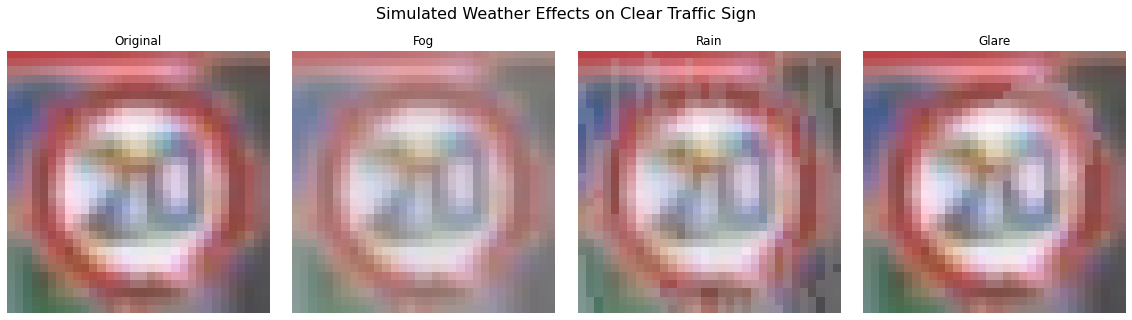 Simulated Weather Effects on Clear Traffic Sign
Original
Fog
Rain
Glare